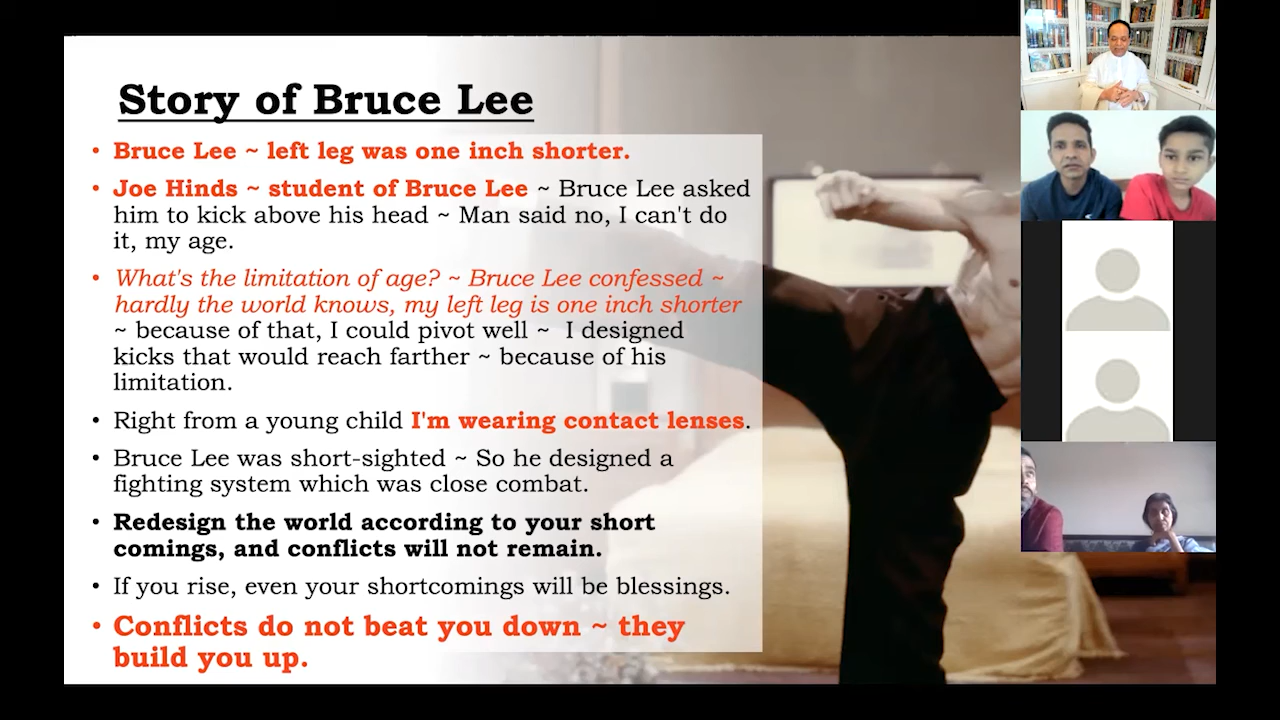 Story of Bruce Lee
• Bruce Lee ~ left leg was one inch shorter.
• Joe Hinds ~ student of Bruce Lee ~ Bruce Lee asked
him to kick above his head ~ Man said no, I can't do
it, my age.
• What's the limitation of age? ~ Bruce Lee confessed ~
hardly the world knows, my left leg is one inch shorter
~ because of that, I could pivot well ~ I designed
kicks that would reach farther ~ because of his
limitation.
• Right from a young child I'm wearing contact lenses.
• Bruce Lee was short-sighted ~ So he designed a
fighting system which was close combat.
• Redesign the world according to your short
comings, and conflicts will not remain.
• If you rise, even your shortcomings will be blessings.
• Conflicts do not beat you down ~ they
build you up.